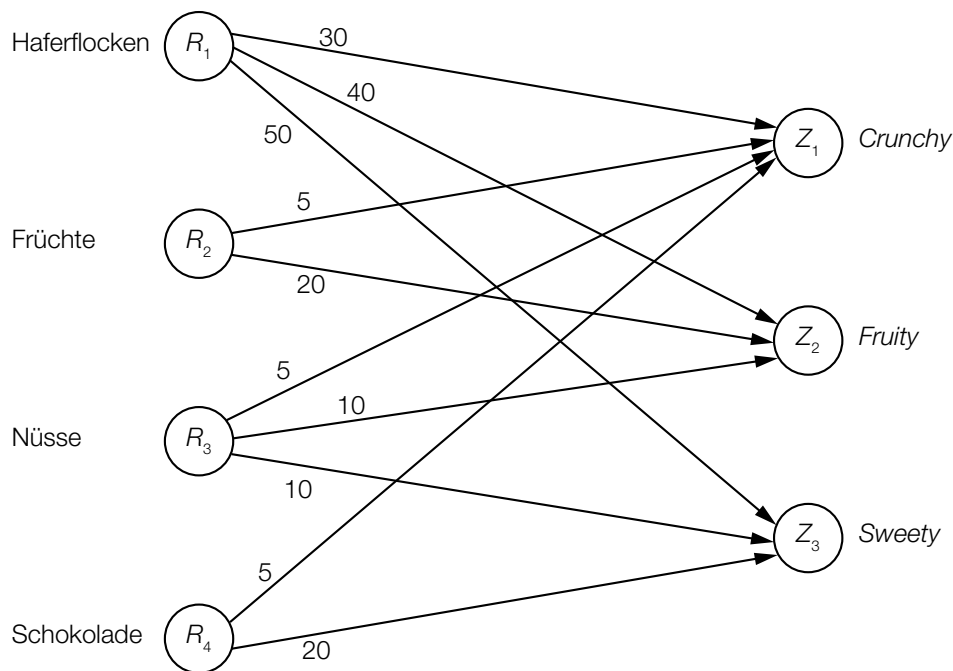 Haferflocken R₁ 30
40
50
Z₁ Crunchy
Früchte R₂ 5
20
Z₂ Fruity
Nüsse R₃ 5
10
10
Z₃ Sweety
Schokolade R₄ 5
20